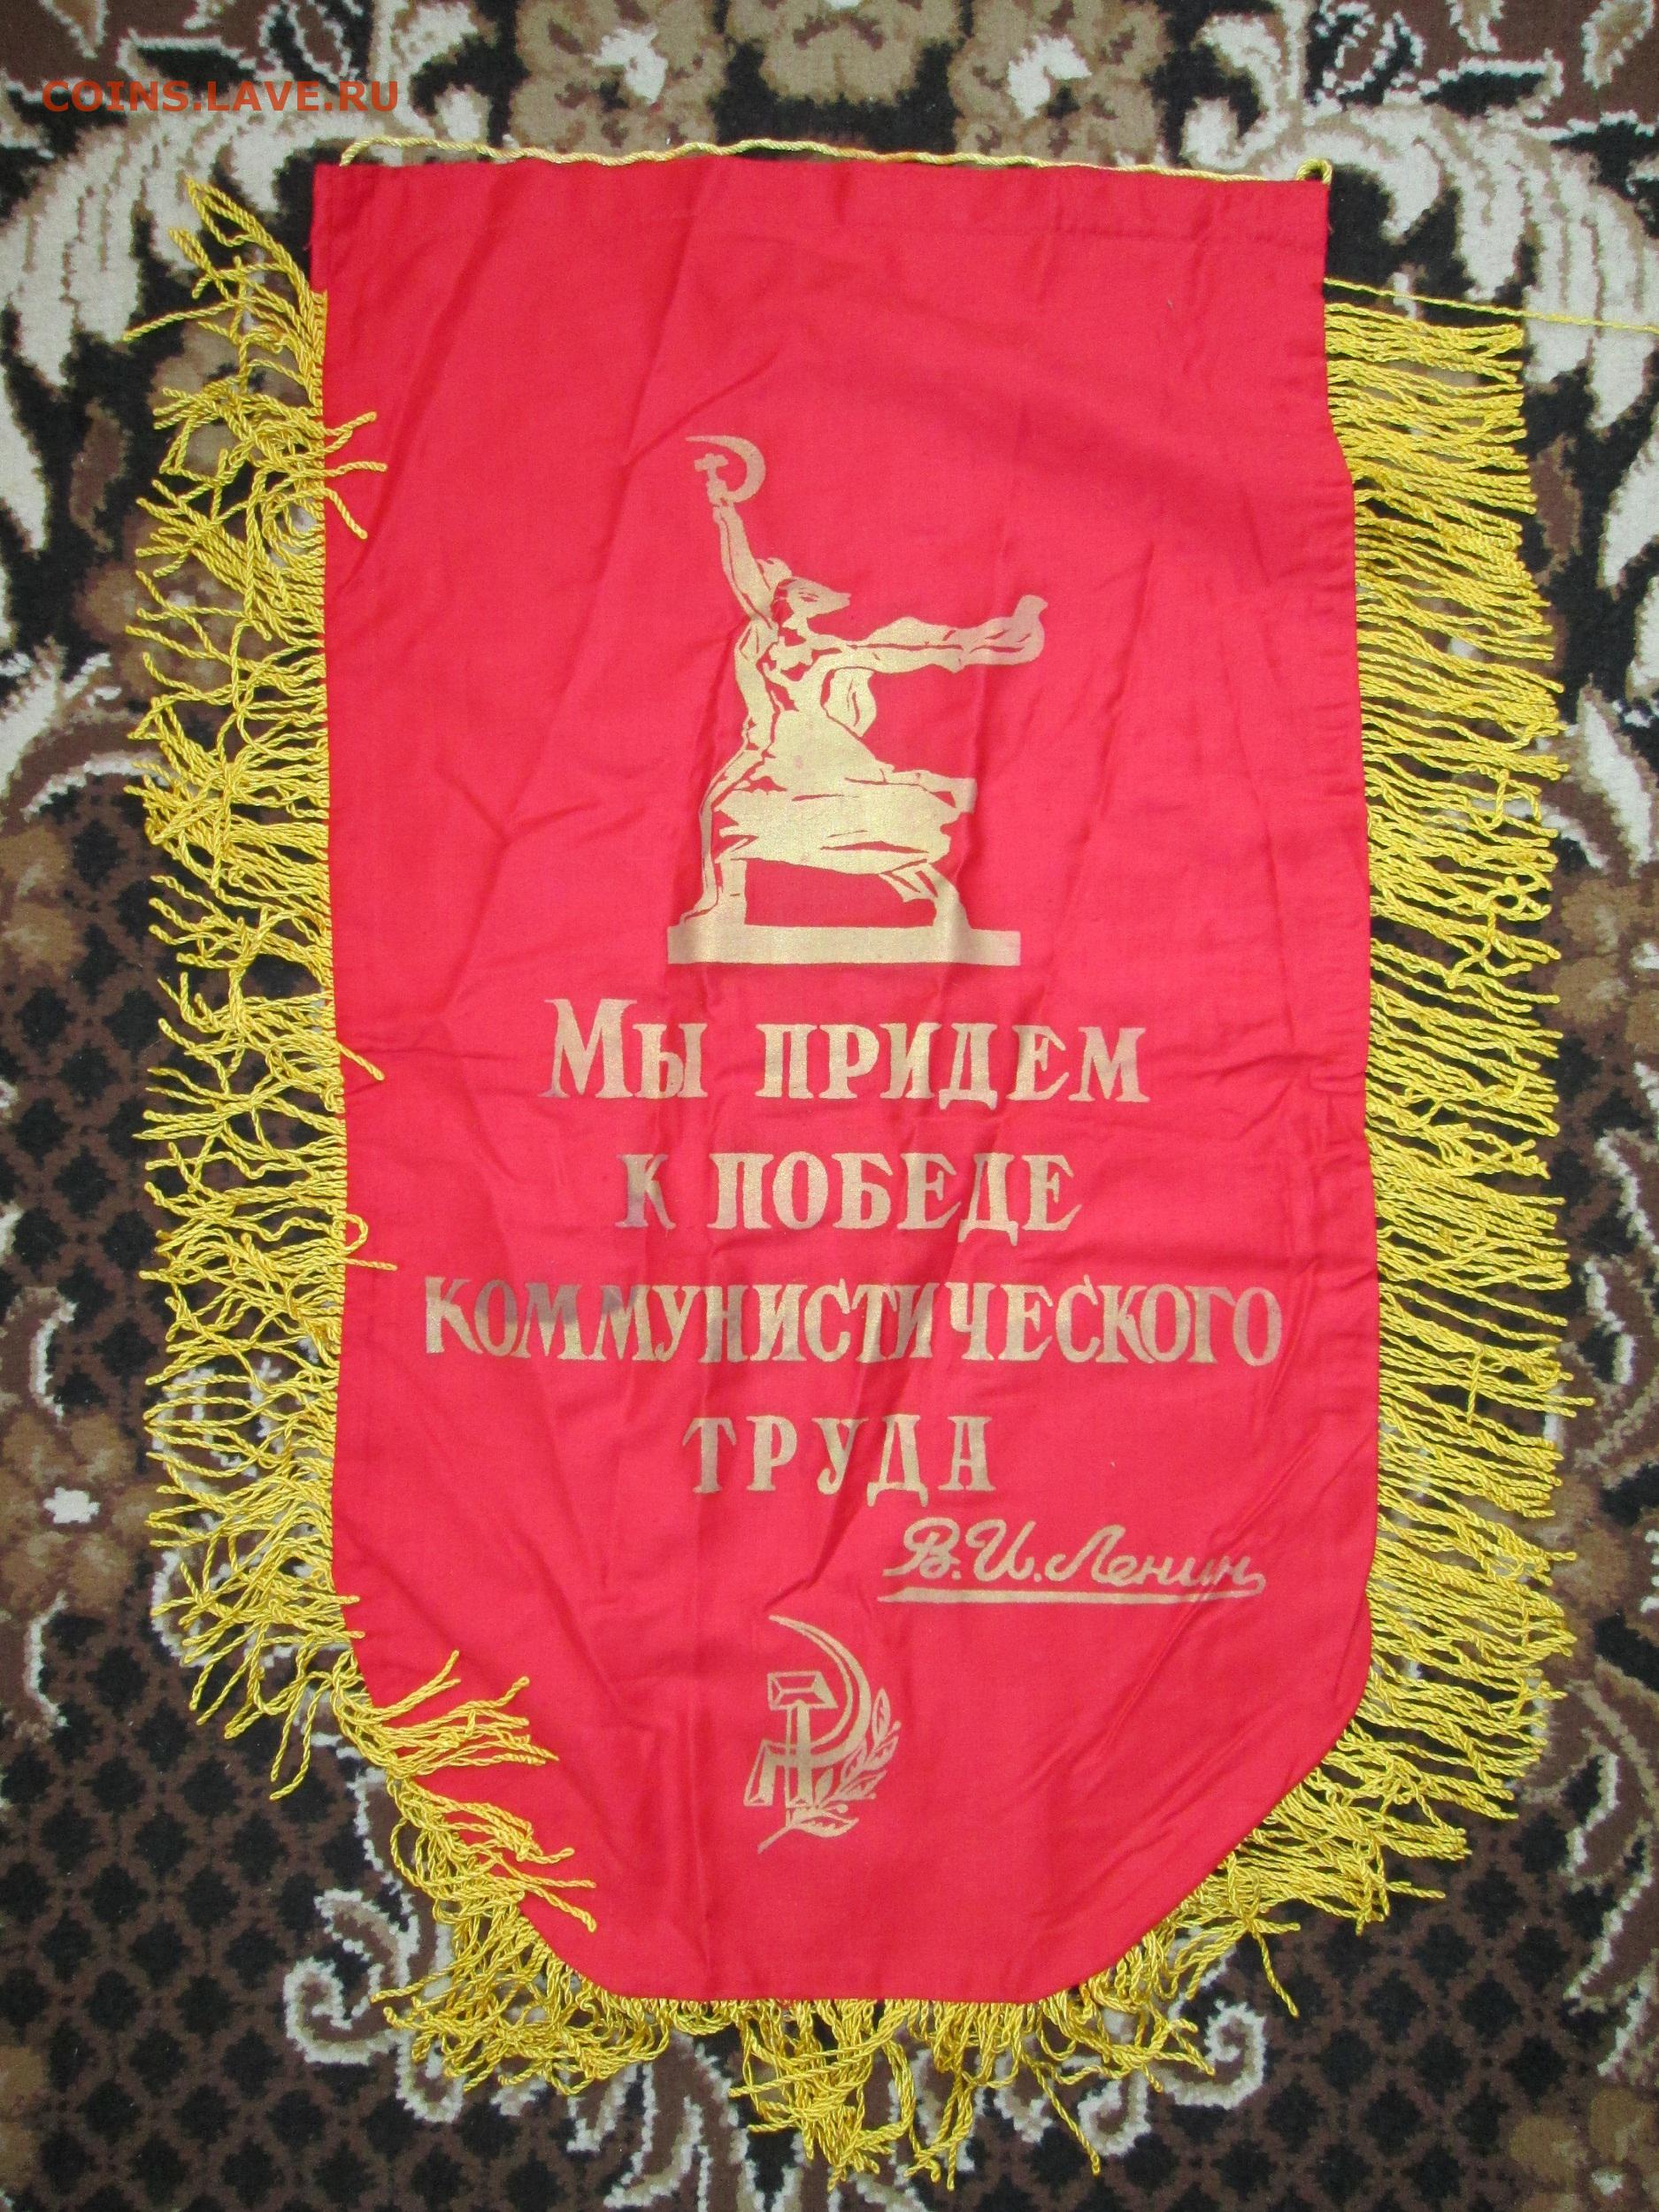 COINS.LAVE.RU
Мы придем
к победе
коммунистического
труда
В. И. Ленин